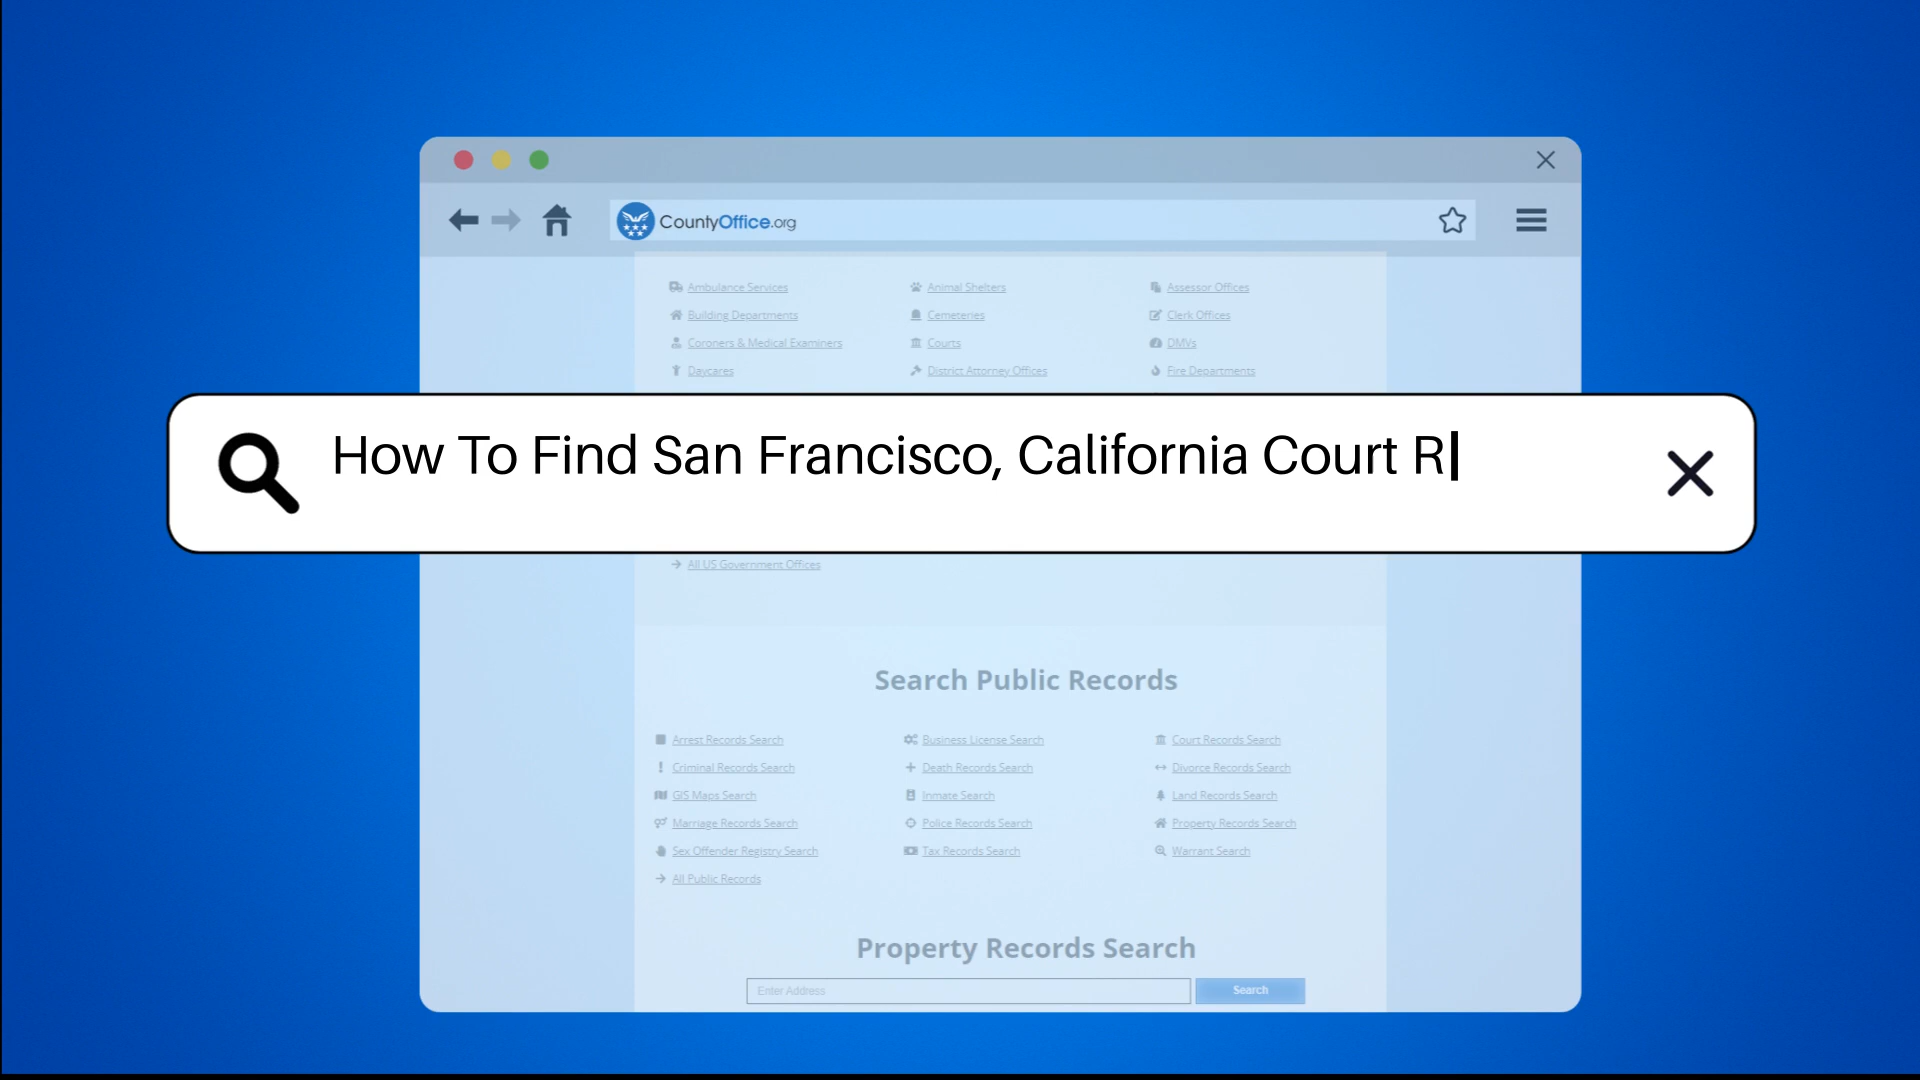 CountyOffice.org
Ambulance Services Animal Shelters Assessor Offices
Building Departments Cemeteries Clerk Offices
Coroners & Medical Examiners Courts DMVs
Daycares District Attorney Offices Fire Departments
How To Find San Francisco, California Court R
All US Government Offices
Search Public Records
Arrest Records Search Business License Search Court Records Search
Criminal Records Search Death Records Search Divorce Records Search
GIS Maps Search Inmate Search Land Records Search
Marriage Records Search Police Records Search Property Records Search
Sex Offender Registry Search Tax Records Search Warrant Search
All Public Records
Property Records Search
Enter Address Search